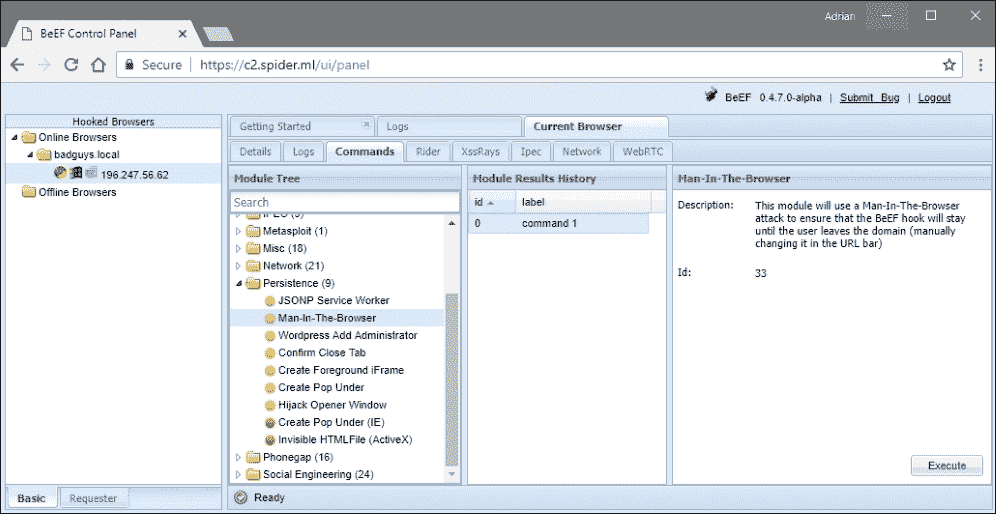 Adrian
BeEF Control Panel
Secure | https://c2.spider.ml/ui/panel
BeEF 0.4.7.0-alpha | Submit Bug | Logout
Hooked Browsers
Online Browsers
badguys.local
196.247.56.62
Offline Browsers
Basic
Requester
Getting Started
Logs
Current Browser
Details
Logs
Commands
Rider
XssRays
Ipec
Network
WebRTC
Module Tree
Search
Metasploit (1)
Misc (18)
Network (21)
Persistence (9)
JSONP Service Worker
Man-In-The-Browser
Wordpress Add Administrator
Confirm Close Tab
Create Foreground iFrame
Create Pop Under
Hijack Opener Window
Create Pop Under (IE)
Invisible HTMLFile (ActiveX)
Phonegap (16)
Social Engineering (24)
Module Results History
id label
0 command 1
Man-In-The-Browser
Description: This module will use a Man-In-The-Browser
attack to ensure that the BeEF hook will stay
until the user leaves the domain (manually
changing it in the URL bar)
Id: 33
Execute
Ready